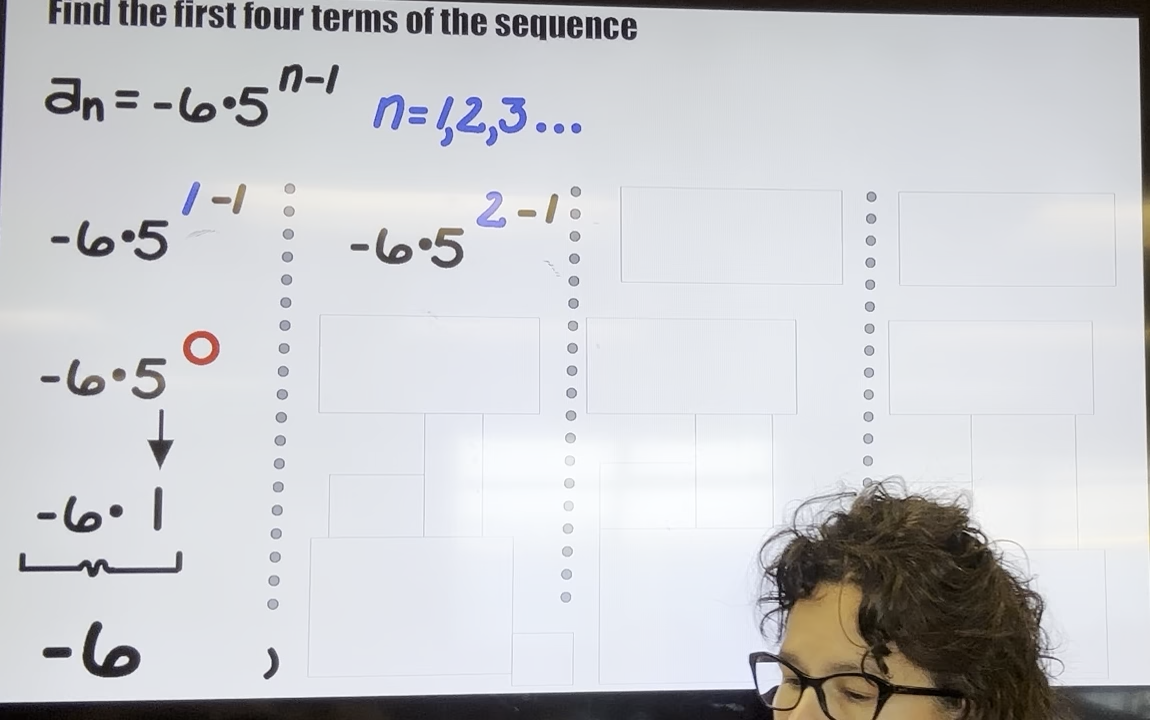 Find the first four terms of the sequence
aₙ = -6•5ⁿ⁻¹ n=1,2,3...
-6•5¹⁻¹ -6•5²⁻¹
-6•5⁰
-6•1
-6 ,